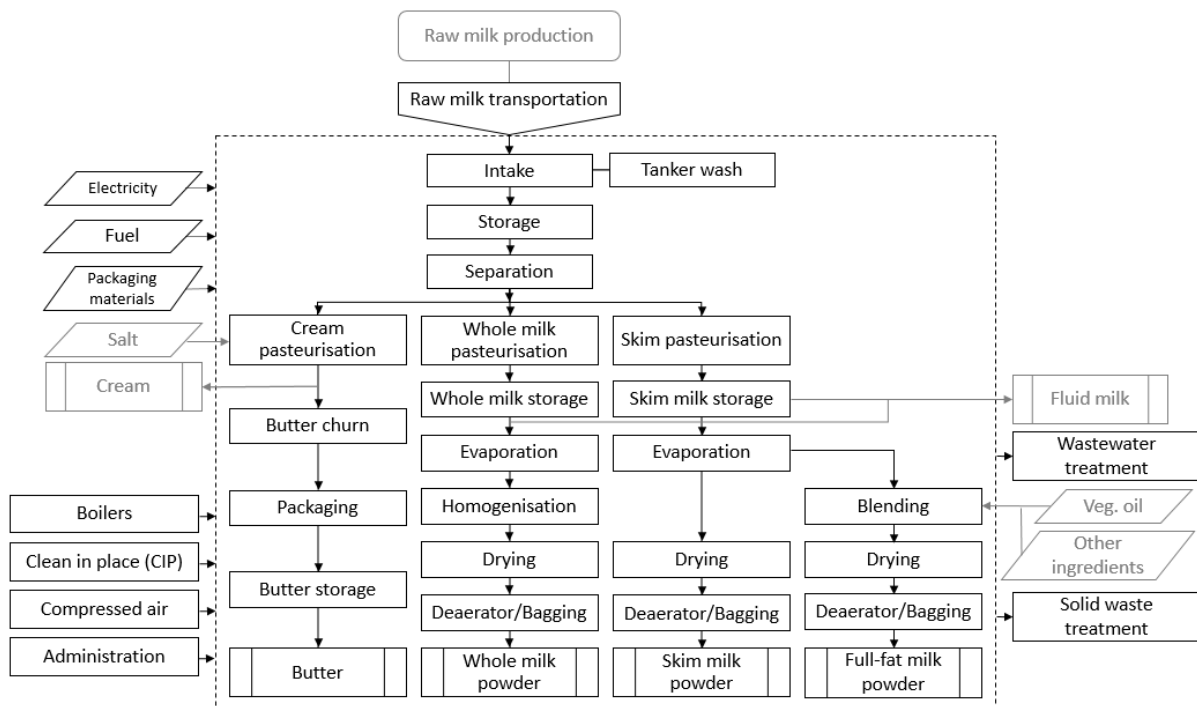 Raw milk production
Raw milk transportation
Intake
Tanker wash
Electricity
Storage
Fuel
Separation
Packaging
materials
Salt
Cream
pasteurisation
Whole milk
pasteurisation
Skim pasteurisation
Cream
Whole milk storage
Skim milk storage
Fluid milk
Butter churn
Evaporation
Evaporation
Wastewater
treatment
Boilers
Packaging
Homogenisation
Blending
Veg. oil
Clean in place (CIP)
Drying
Drying
Drying
Other
ingredients
Butter storage
Compressed air
Deaerator/Bagging
Deaerator/Bagging
Deaerator/Bagging
Solid waste
treatment
Administration
Butter
Whole milk
powder
Skim milk
powder
Full-fat milk
powder